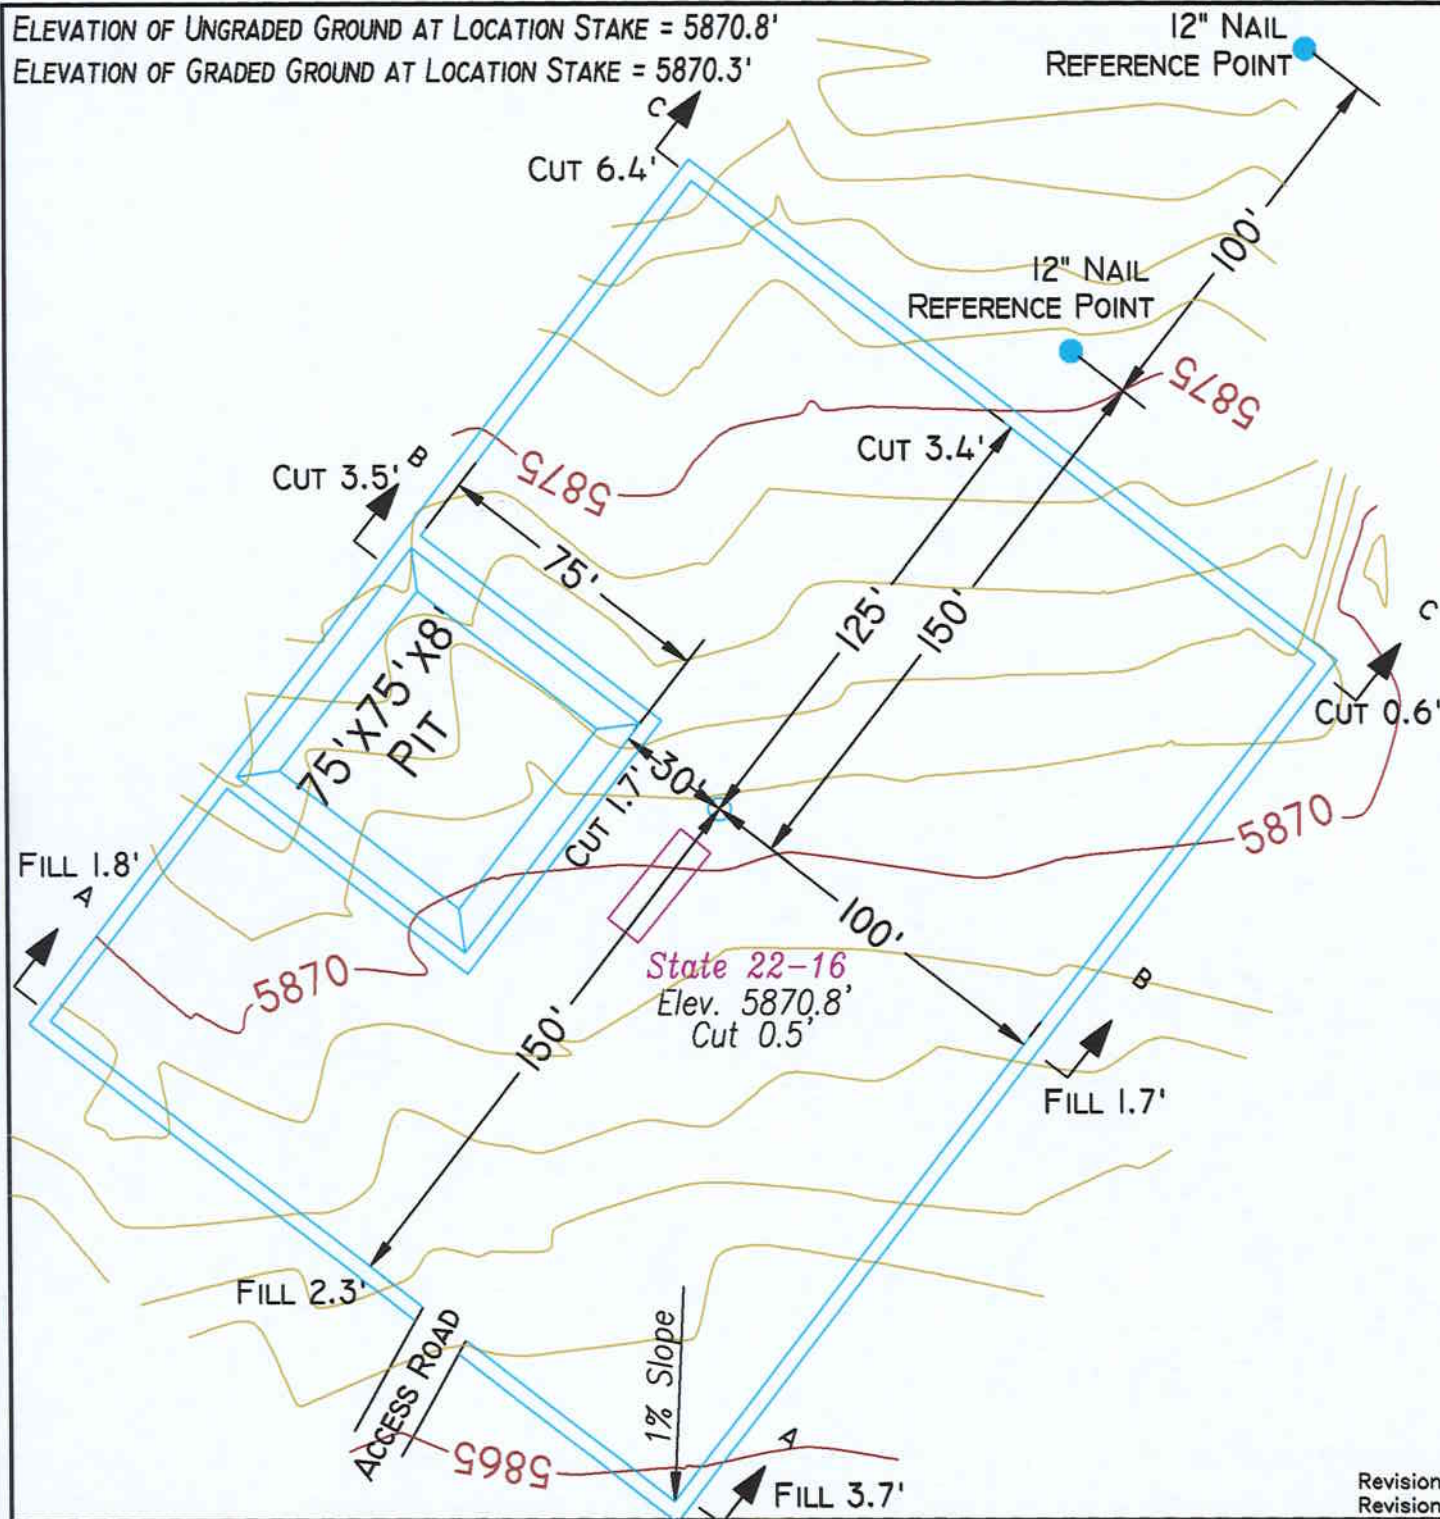 ELEVATION OF UNGRADED GROUND AT LOCATION STAKE = 5870.8'
ELEVATION OF GRADED GROUND AT LOCATION STAKE = 5870.3'
12" NAIL
REFERENCE POINT
C
CUT 6.4'
100'
12" NAIL
REFERENCE POINT
5875
CUT 3.4'
B
CUT 3.5'
5875
75'
125'
150'
C
CUT 0.6'
75'X75'X8'
PIT
30'
CUT 1.7'
5870
FILL 1.8'
A
100'
5870
State 22-16
Elev. 5870.8'
Cut 0.5'
B
150'
FILL 1.7'
FILL 2.3'
ACCESS ROAD
1% Slope
5865
A
FILL 3.7'
Revision
Revision